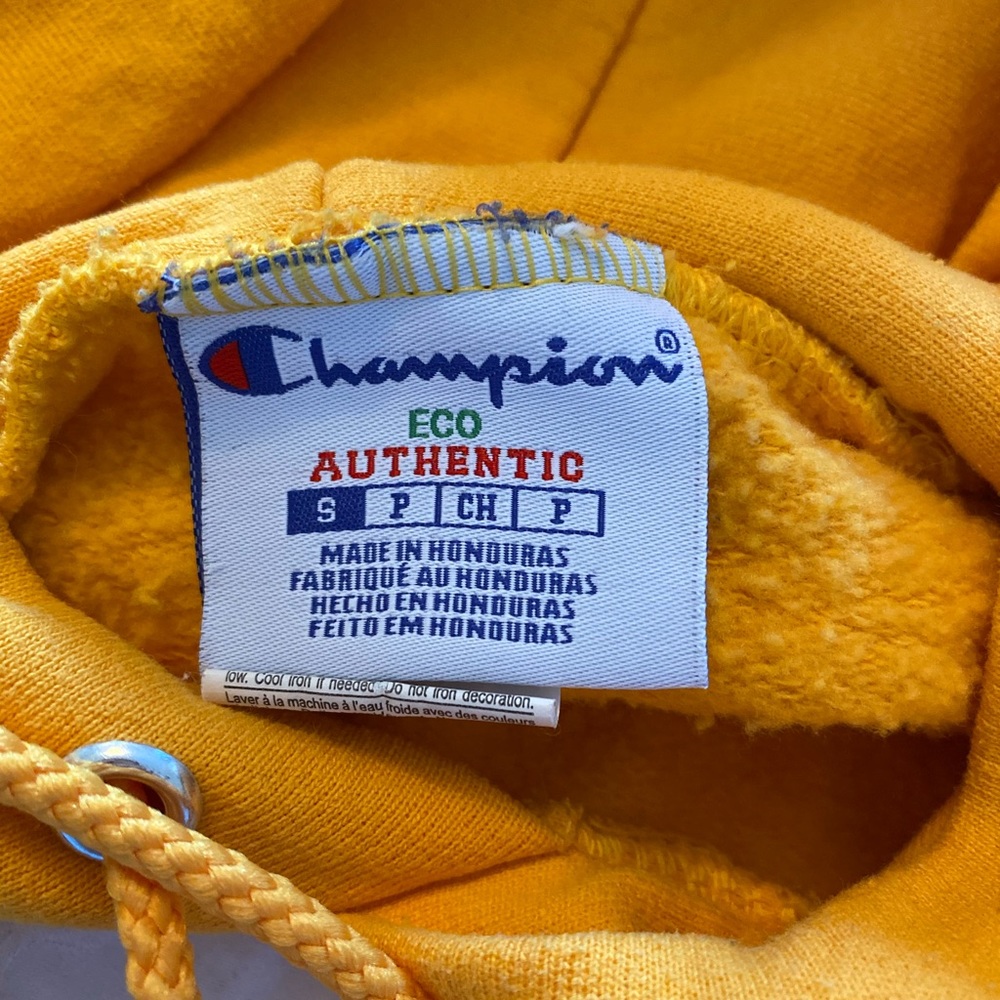 Champion®
ECO
AUTHENTIC
S P CH P
MADE IN HONDURAS
FABRIQUÉ AU HONDURAS
HECHO EN HONDURAS
FEITO EM HONDURAS
low. Cool iron if needed. Do not iron decoration.
Laver à la machine à l'eau froide avec des couleurs